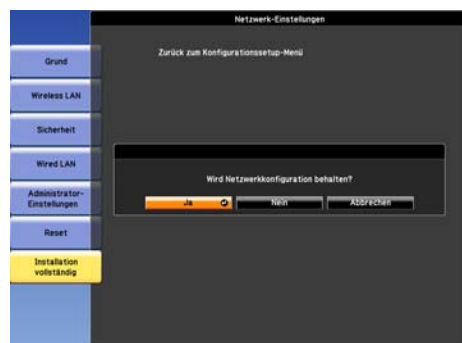 Netzwerk-Einstellungen
Zurück zum Konfigurationssetup-Menü
Grund
Wireless LAN
Sicherheit
Wired LAN
Administrator-
Einstellungen
Reset
Installation
vollständig
Wird Netzwerkkonfiguration behalten?
Ja Nein Abbrechen